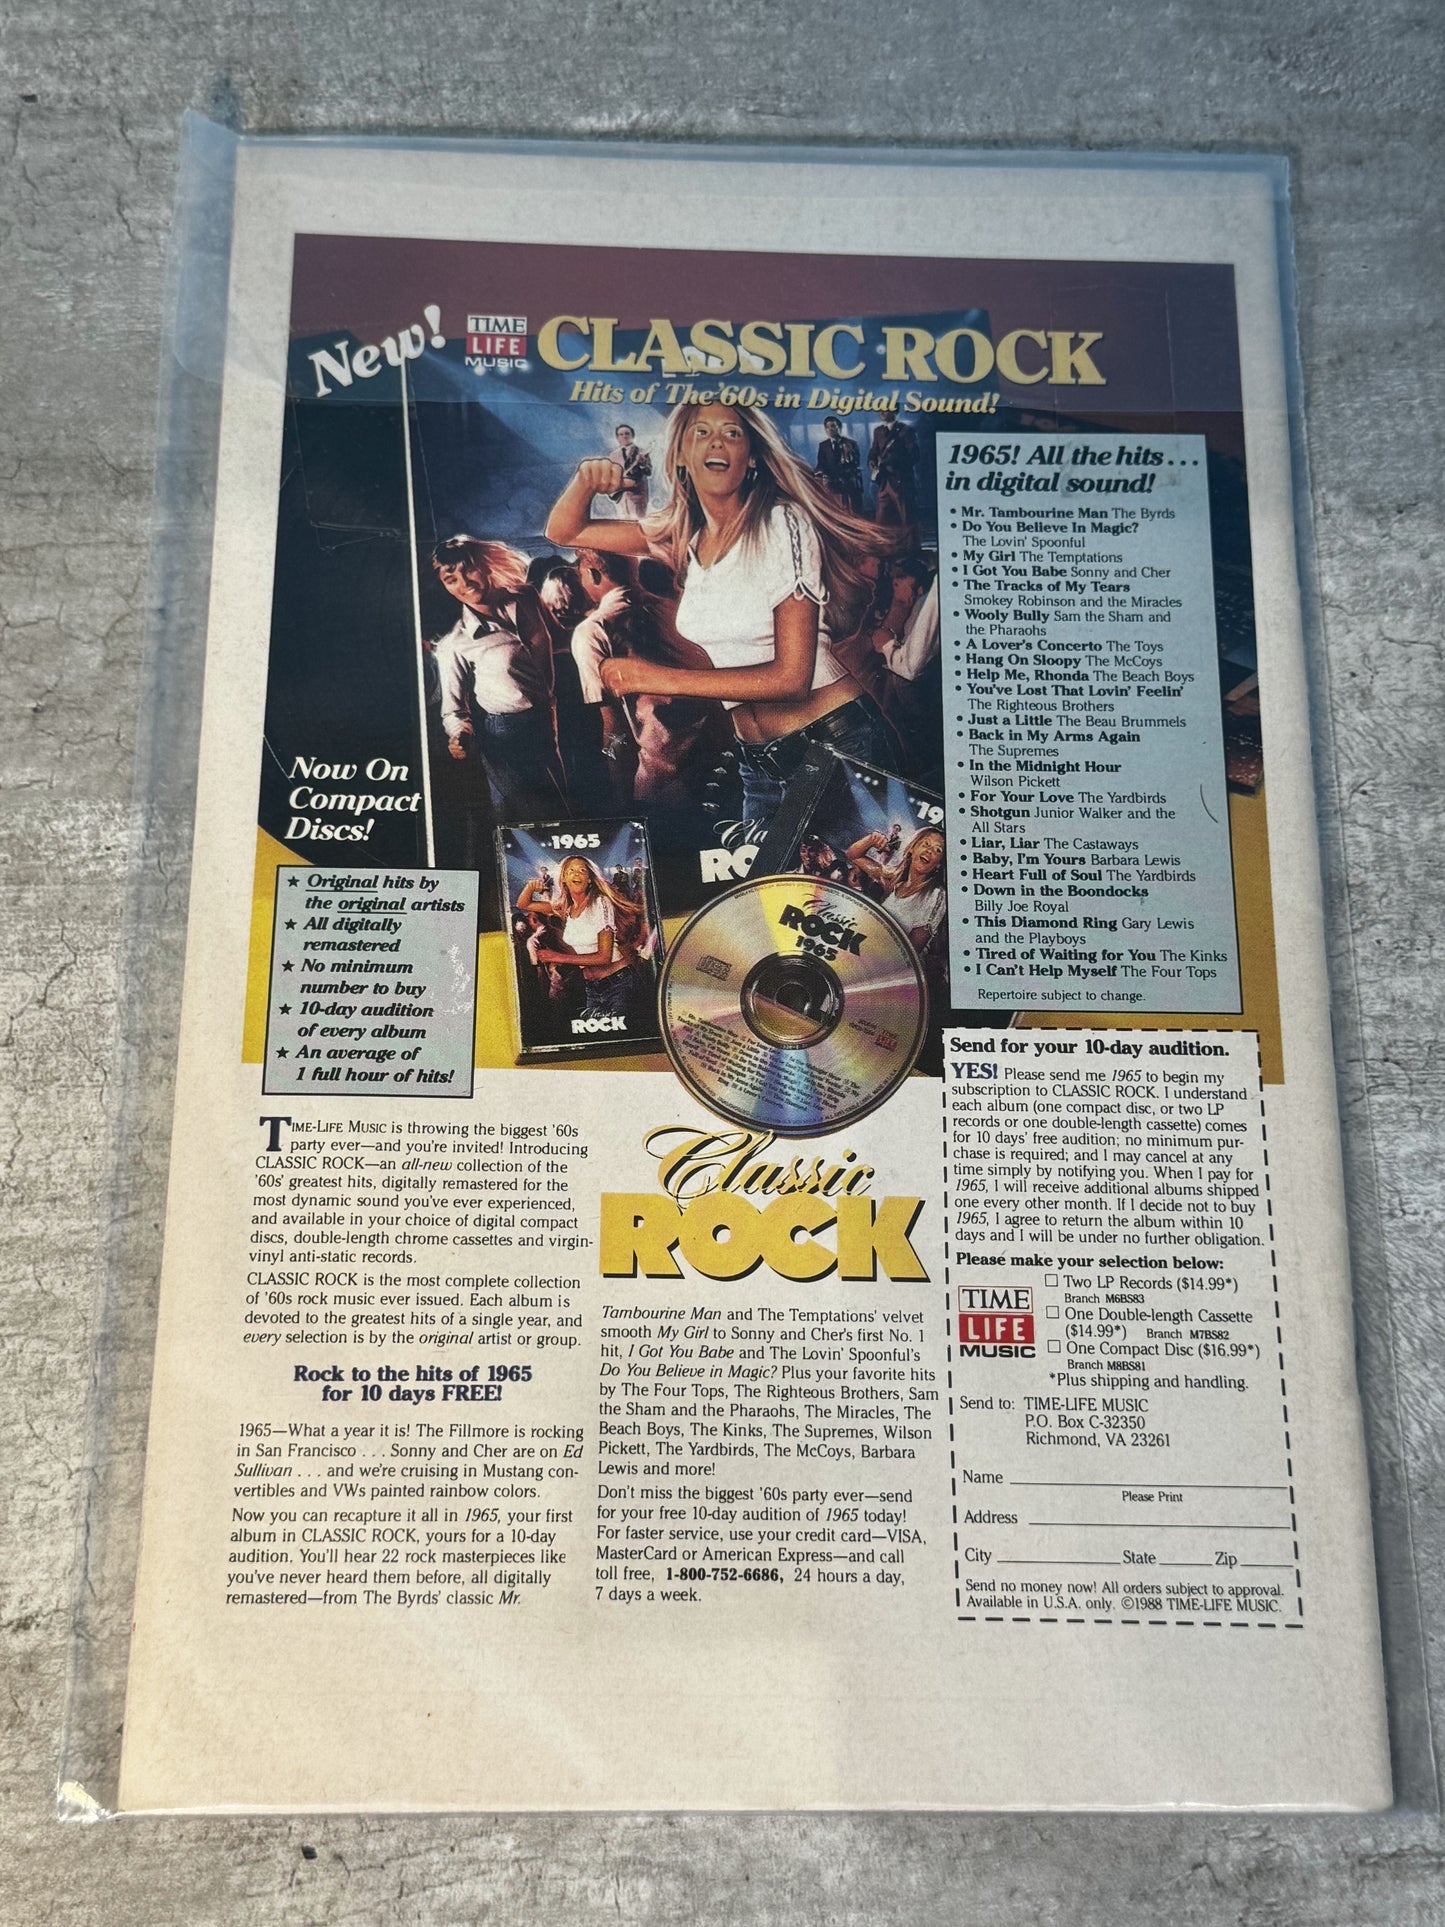 New!
TIME
LIFE
MUSIC
CLASSIC ROCK
Hits of The '60s in Digital Sound!
1965! All the hits...
in digital sound!
• Mr. Tambourine Man The Byrds
• Do You Believe In Magic?
The Lovin' Spoonful
• My Girl The Temptations
• I Got You Babe Sonny and Cher
• The Tracks of My Tears
Smokey Robinson and the Miracles
• Wooly Bully Sam the Sham and
the Pharaohs
• A Lover's Concerto The Toys
• Hang On Sloopy The McCoys
• Help Me, Rhonda The Beach Boys
• You've Lost That Lovin' Feelin'
The Righteous Brothers
• Just a Little The Beau Brummels
• Back in My Arms Again
The Supremes
• In the Midnight Hour
Wilson Pickett
• For Your Love The Yardbirds
• Shotgun Junior Walker and the
All Stars
• Liar, Liar The Castaways
• Baby, I'm Yours Barbara Lewis
• Heart Full of Soul The Yardbirds
• Down in the Boondocks
Billy Joe Royal
• This Diamond Ring Gary Lewis
and the Playboys
• Tired of Waiting for You The Kinks
• I Can't Help Myself The Four Tops
Repertoire subject to change.
Now On
Compact
Discs!
★ Original hits by
the original artists
★ All digitally
remastered
★ No minimum
number to buy
★ 10-day audition
of every album
★ An average of
1 full hour of hits!
1965
Classic
ROCK
Cla
RO
19
Classic
ROCK
1965
TIME-LIFE MUSIC is throwing the biggest '60s
party ever—and you're invited! Introducing
CLASSIC ROCK—an all-new collection of the
'60s' greatest hits, digitally remastered for the
most dynamic sound you've ever experienced,
and available in your choice of digital compact
discs, double-length chrome cassettes and virgin-
vinyl anti-static records.
CLASSIC ROCK is the most complete collection
of '60s rock music ever issued. Each album is
devoted to the greatest hits of a single year, and
every selection is by the original artist or group.
Rock to the hits of 1965
for 10 days FREE!
1965—What a year it is! The Fillmore is rocking
in San Francisco . . . Sonny and Cher are on Ed
Sullivan . . . and we're cruising in Mustang con-
vertibles and VWs painted rainbow colors.
Now you can recapture it all in 1965, your first
album in CLASSIC ROCK, yours for a 10-day
audition. You'll hear 22 rock masterpieces like
you've never heard them before, all digitally
remastered—from The Byrds' classic Mr.
Classic
ROCK
Tambourine Man and The Temptations' velvet
smooth My Girl to Sonny and Cher's first No. 1
hit, I Got You Babe and The Lovin' Spoonful's
Do You Believe in Magic? Plus your favorite hits
by The Four Tops, The Righteous Brothers, Sam
the Sham and the Pharaohs, The Miracles, The
Beach Boys, The Kinks, The Supremes, Wilson
Pickett, The Yardbirds, The McCoys, Barbara
Lewis and more!
Don't miss the biggest '60s party ever—send
for your free 10-day audition of 1965 today!
For faster service, use your credit card—VISA,
MasterCard or American Express—and call
toll free, 1-800-752-6686, 24 hours a day,
7 days a week.
Send for your 10-day audition.
YES! Please send me 1965 to begin my
subscription to CLASSIC ROCK. I understand
each album (one compact disc, or two LP
records or one double-length cassette) comes
for 10 days' free audition; no minimum pur-
chase is required; and I may cancel at any
time simply by notifying you. When I pay for
1965, I will receive additional albums shipped
one every other month. If I decide not to buy
1965, I agree to return the album within 10
days and I will be under no further obligation.
Please make your selection below:
TIME
LIFE
MUSIC
☐ Two LP Records ($14.99*)
Branch M6BS83
☐ One Double-length Cassette
($14.99*) Branch M7BS82
☐ One Compact Disc ($16.99*)
Branch M8BS81
*Plus shipping and handling.
Send to: TIME-LIFE MUSIC
P.O. Box C-32350
Richmond, VA 23261
Name
Please Print
Address
City State Zip
Send no money now! All orders subject to approval.
Available in U.S.A. only. ©1988 TIME-LIFE MUSIC.